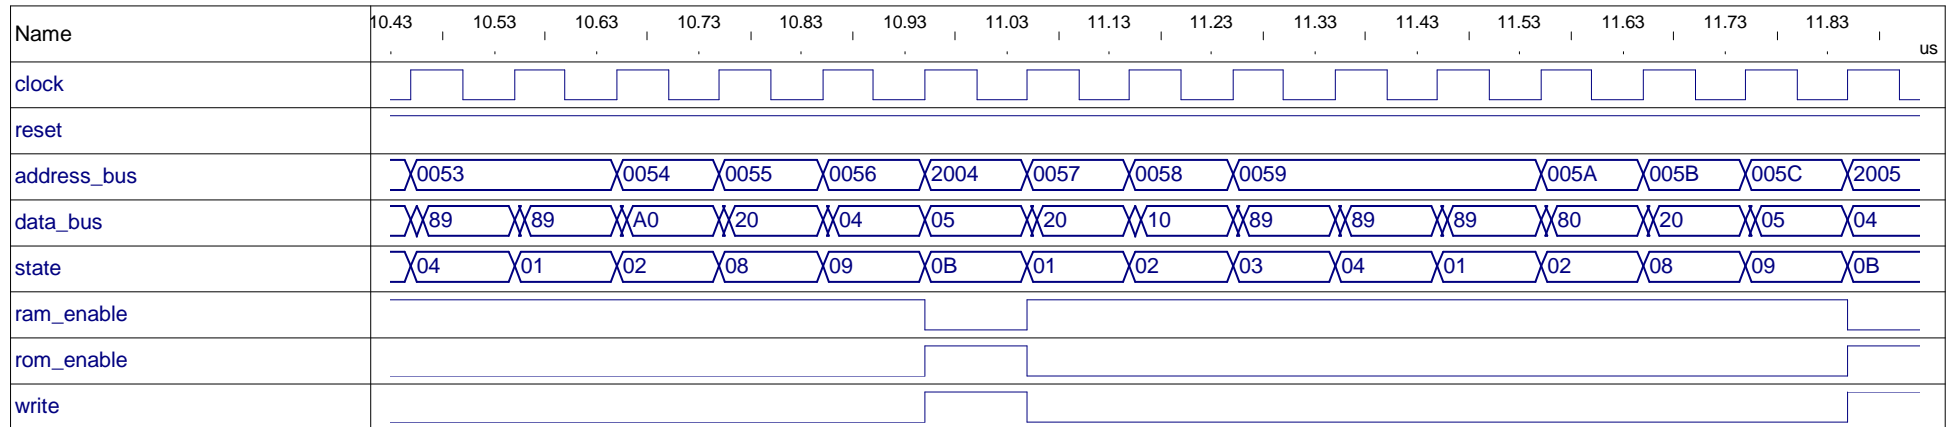 Name 10.43 10.53 10.63 10.73 10.83 10.93 11.03 11.13 11.23 11.33 11.43 11.53 11.63 11.73 11.83
us
clock
reset
address_bus 0053 0054 0055 0056 2004 0057 0058 0059 005A 005B 005C 2005
data_bus 89 89 A0 20 04 05 20 10 89 89 89 80 20 05 04
state 04 01 02 08 09 0B 01 02 03 04 01 02 08 09 0B
ram_enable
rom_enable
write